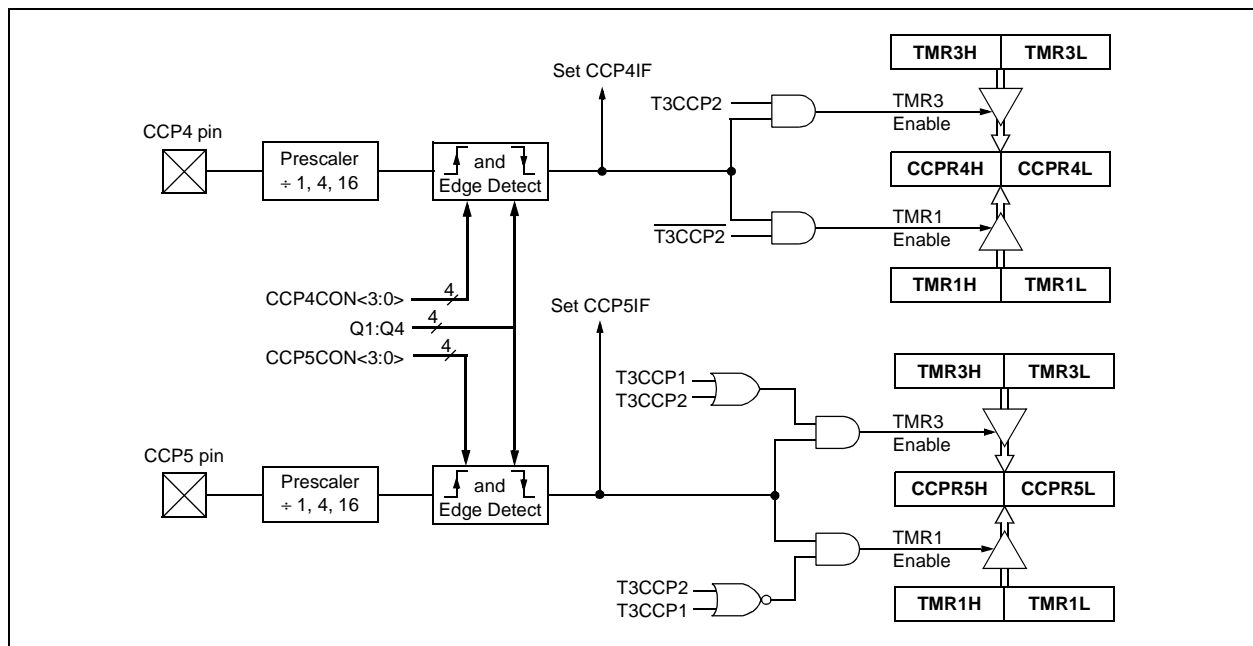 TMR3H TMR3L
Set CCP4IF
T3CCP2
TMR3
Enable
CCP4 pin
Prescaler
÷ 1, 4, 16
and
Edge Detect
CCPR4H CCPR4L
T3CCP2
TMR1
Enable
TMR1H TMR1L
CCP4CON<3:0> 4
Q1:Q4 4
CCP5CON<3:0> 4
Set CCP5IF
TMR3H TMR3L
T3CCP1
T3CCP2
TMR3
Enable
CCP5 pin
Prescaler
÷ 1, 4, 16
and
Edge Detect
CCPR5H CCPR5L
TMR1
Enable
T3CCP2
T3CCP1
TMR1H TMR1L